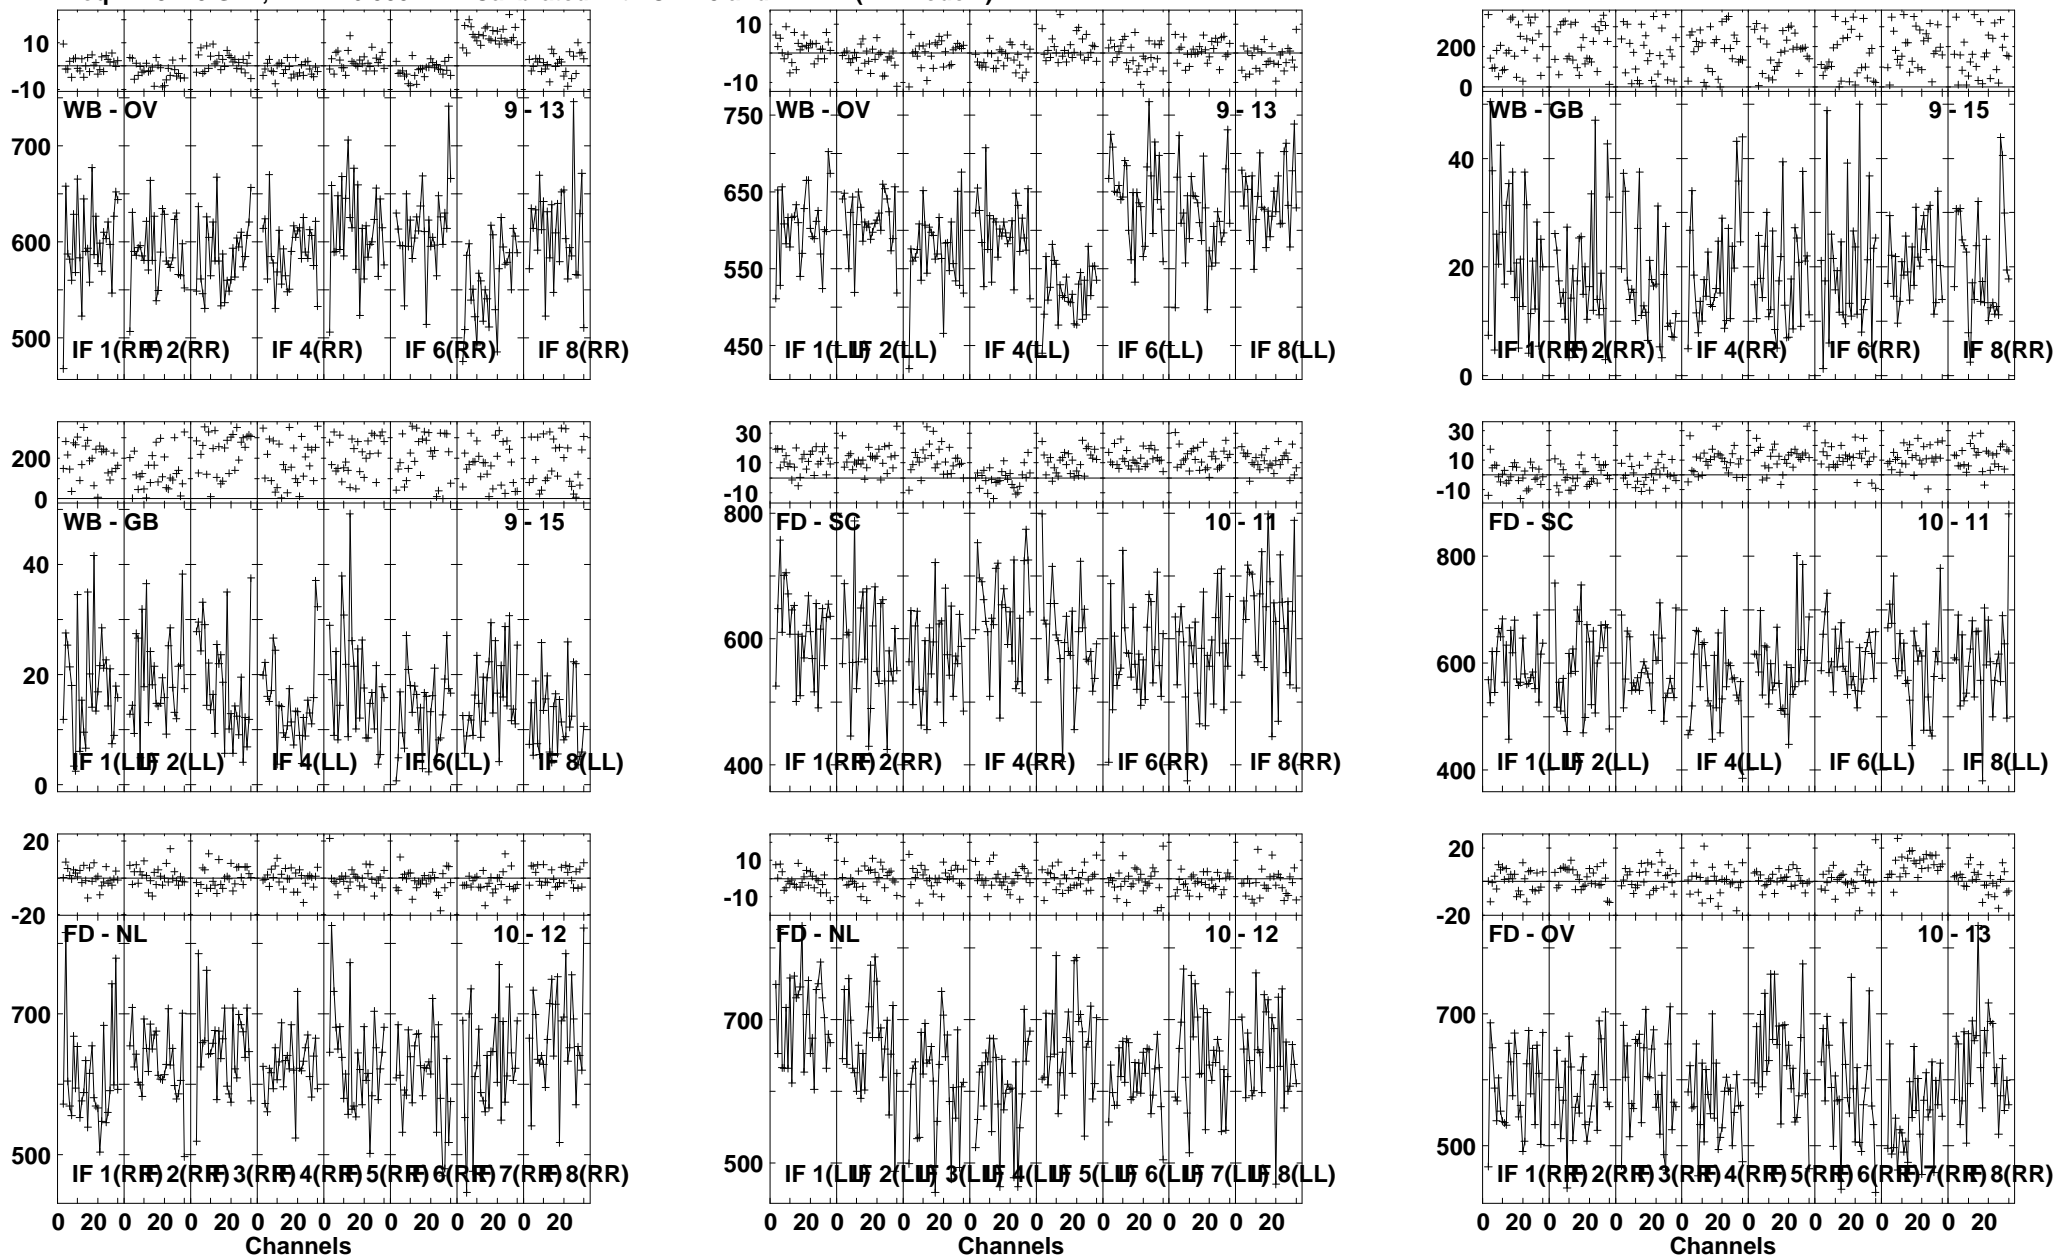 10
-10
WB - OV 9 - 13
700
600
500
IF 1(RR) IF 2(RR) IF 4(RR) IF 6(RR) IF 8(RR)
10
-10
WB - OV 9 - 13
750
650
550
450
IF 1(LL) IF 2(LL) IF 4(LL) IF 6(LL) IF 8(LL)
200
0
WB - GB 9 - 15
40
20
0
IF 1(RR) IF 2(RR) IF 4(RR) IF 6(RR) IF 8(RR)
200
0
WB - GB 9 - 15
40
20
0
IF 1(LL) IF 2(LL) IF 4(LL) IF 6(LL) IF 8(LL)
30
10
-10
800
FD - SC 10 - 11
600
400
IF 1(RR) IF 2(RR) IF 4(RR) IF 6(RR) IF 8(RR)
30
10
-10
FD - SC 10 - 11
800
600
400
IF 1(LL) IF 2(LL) IF 4(LL) IF 6(LL) IF 8(LL)
20
-20
FD - NL 10 - 12
700
500
IF 1(RR) IF 2(RR) IF 3(RR) IF 4(RR) IF 5(RR) IF 6(RR) IF 7(RR) IF 8(RR)
0 20 0 20 0 20 0 20 0 20 0 20 0 20 0 20
Channels
10
-10
FD - NL 10 - 12
700
500
IF 1(LL) IF 2(LL) IF 3(LL) IF 4(LL) IF 5(LL) IF 6(LL) IF 7(LL) IF 8(LL)
0 20 0 20 0 20 0 20 0 20 0 20 0 20 0 20
Channels
20
-20
FD - OV 10 - 13
700
500
IF 1(RR) IF 2(RR) IF 3(RR) IF 4(RR) IF 5(RR) IF 6(RR) IF 7(RR) IF 8(RR)
0 20 0 20 0 20 0 20 0 20 0 20 0 20 0 20
Channels